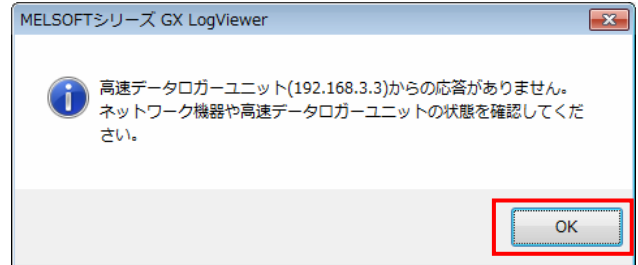 MELSOFTシリーズ GX LogViewer
高速データロガーユニット(192.168.3.3)からの応答がありません。
ネットワーク機器や高速データロガーユニットの状態を確認してくだ
さい。
OK